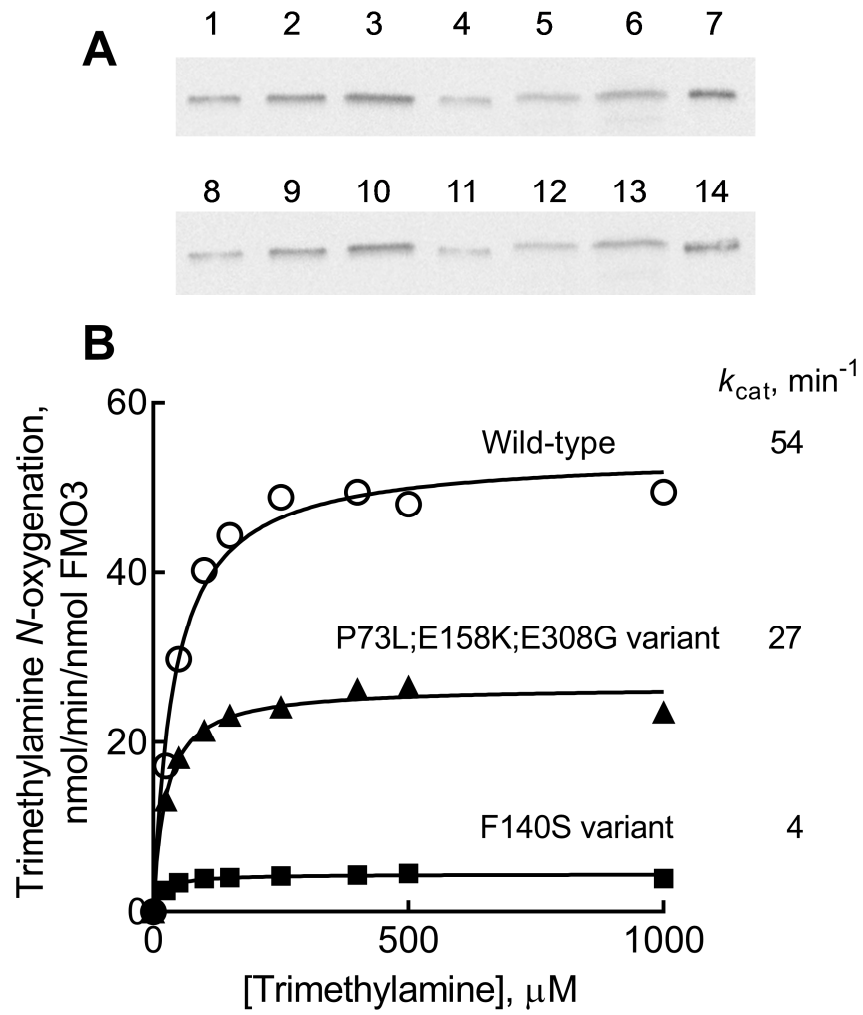 A
1 2 3 4 5 6 7
8 9 10 11 12 13 14
B
kcat, min-1
60
40
20
0
Trimethylamine N-oxygenation,
nmol/min/nmol FMO3
Wild-type 54
P73L;E158K;E308G variant 27
F140S variant 4
0 500 1000
[Trimethylamine], μM